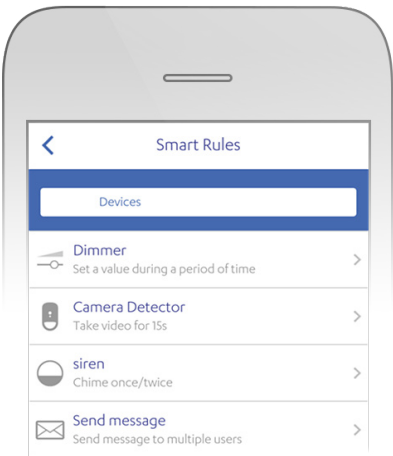 Smart Rules
Devices
Dimmer
Set a value during a period of time
Camera Detector
Take video for 15s
siren
Chime once/twice
Send message
Send message to multiple users